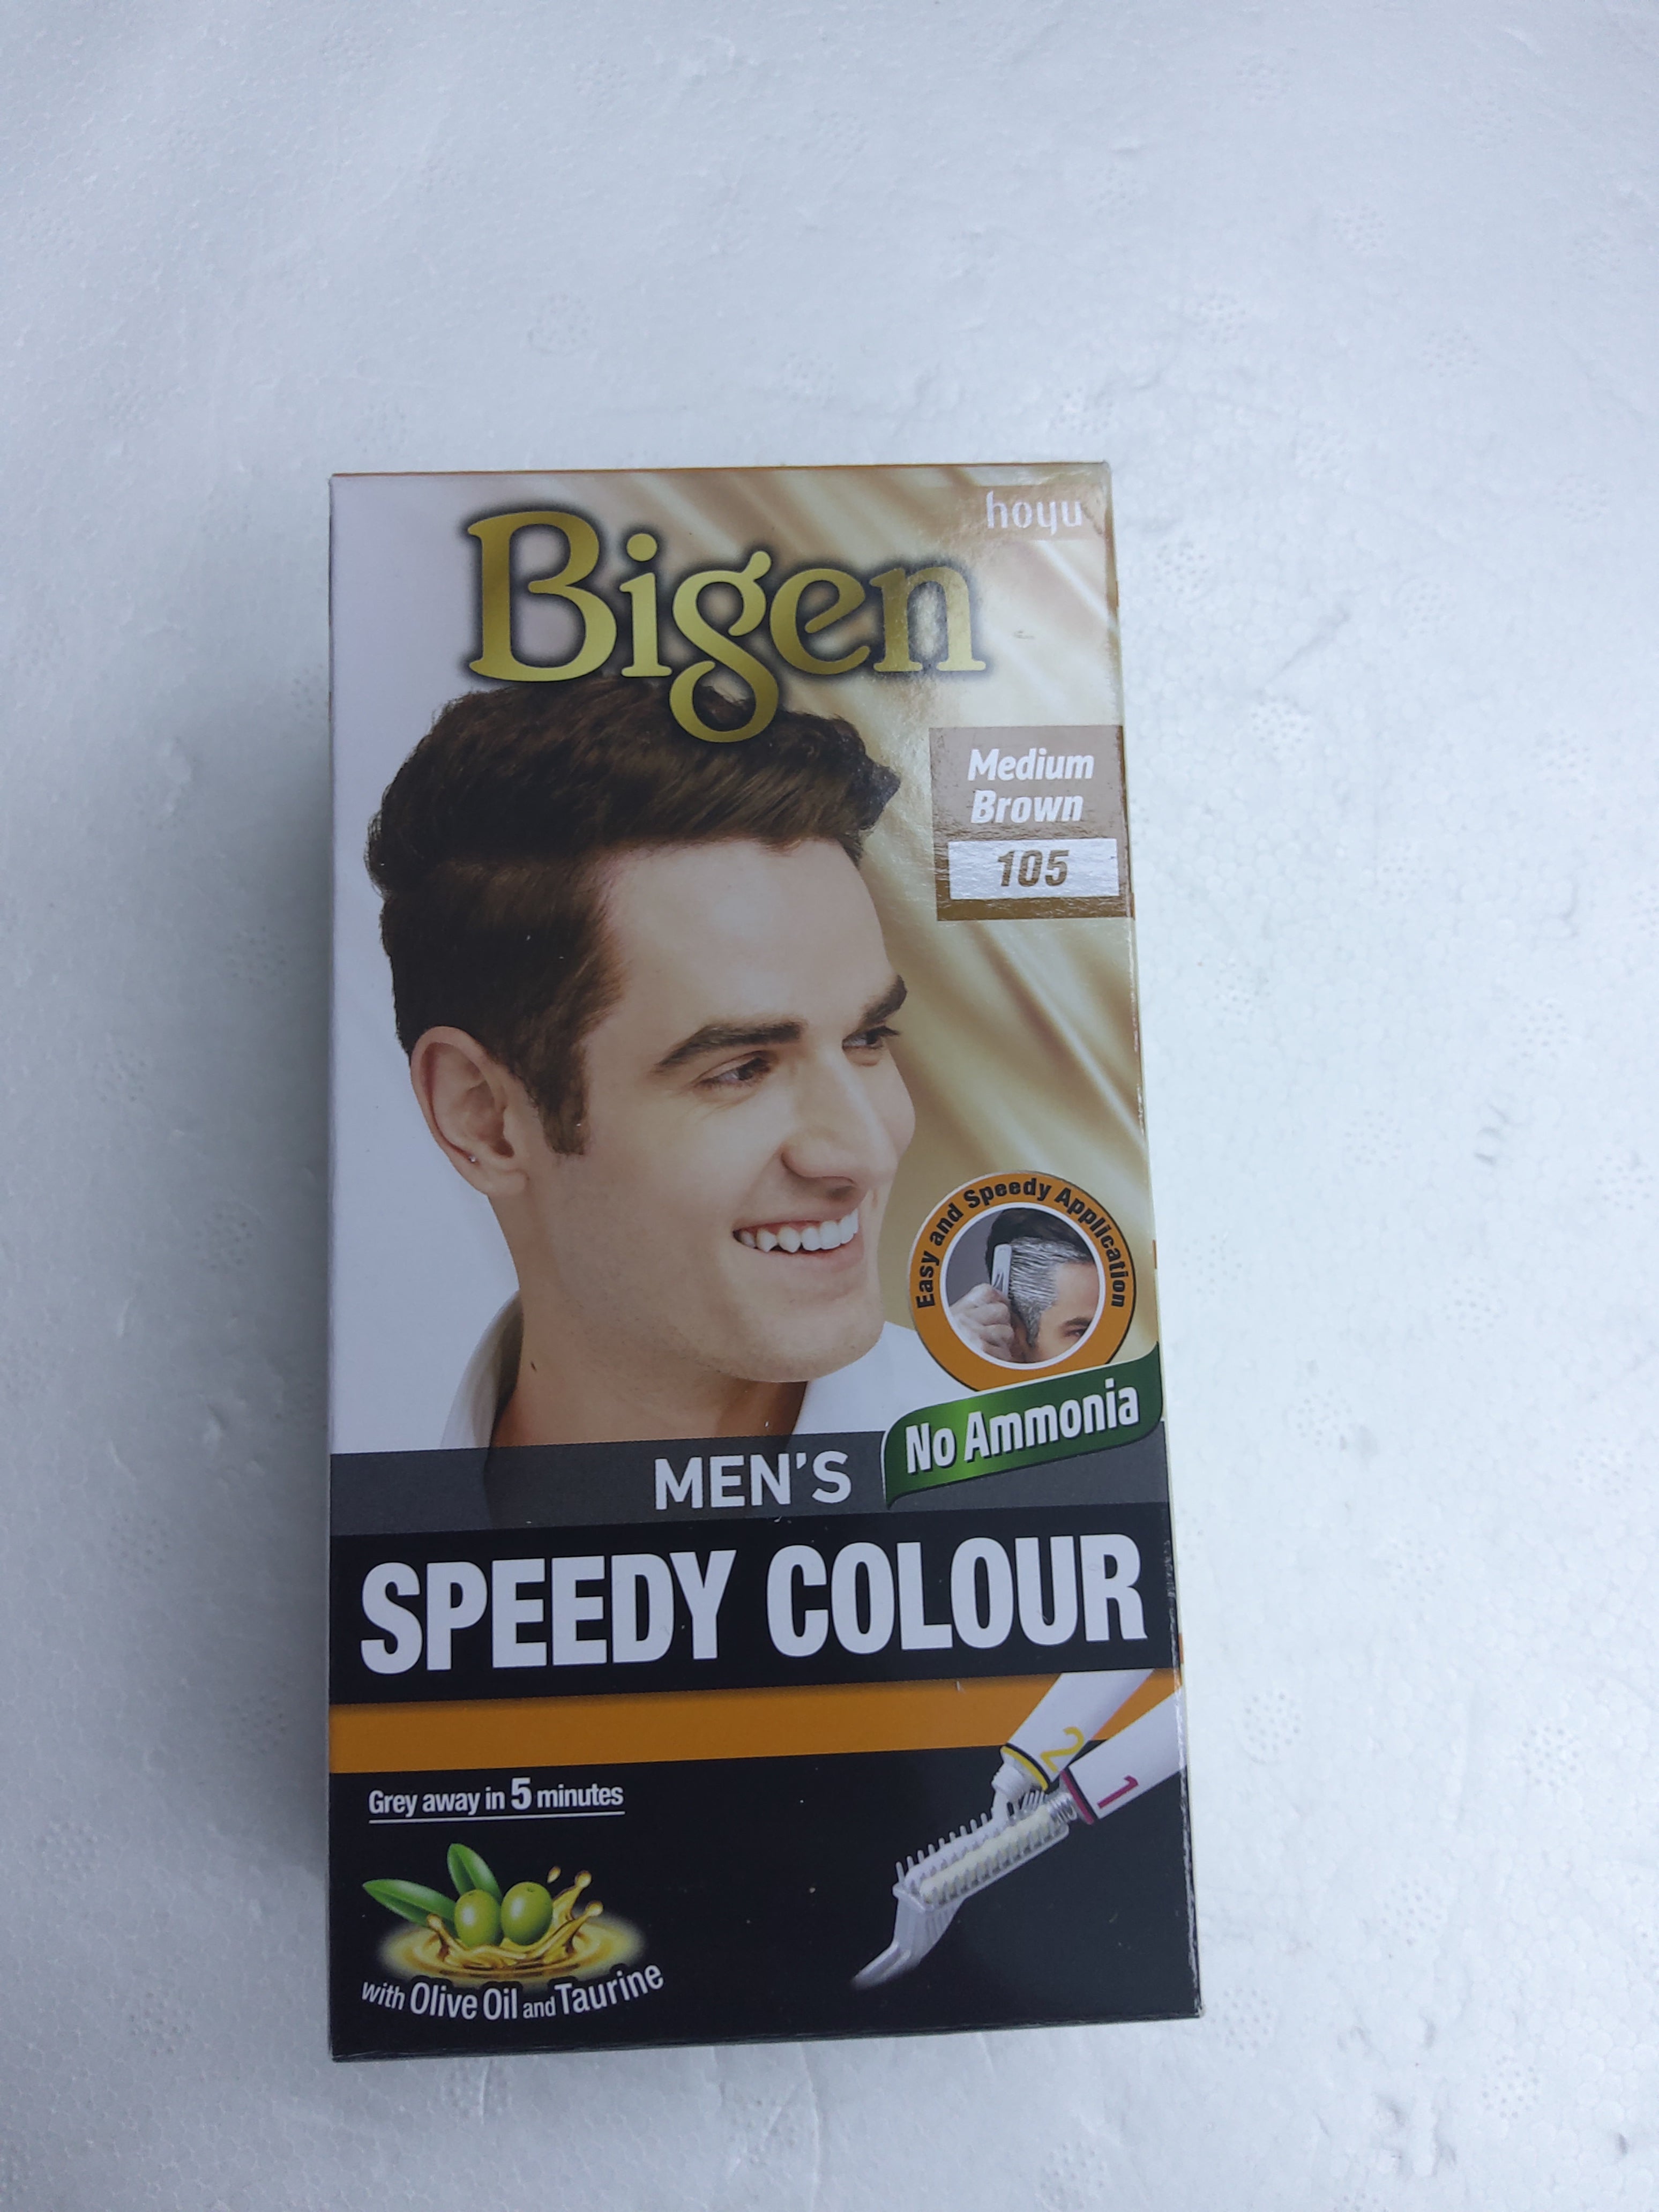 hoyu
Bigen
Medium
Brown
105
Easy and Speedy Application
No Ammonia
MEN'S
SPEEDY COLOUR
2
1
Grey away in 5 minutes
with Olive Oil and Taurine